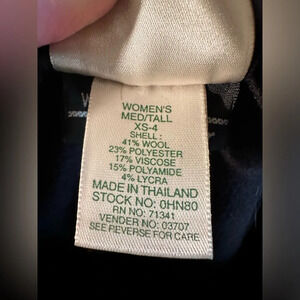 WOMEN'S
MED/TALL
XS-4
SHELL:
41% WOOL
23% POLYESTER
17% VISCOSE
15% POLYAMIDE
4% LYCRA
MADE IN THAILAND
STOCK NO: 0HN80
RN NO: 71341
VENDER NO: 03707
SEE REVERSE FOR CARE